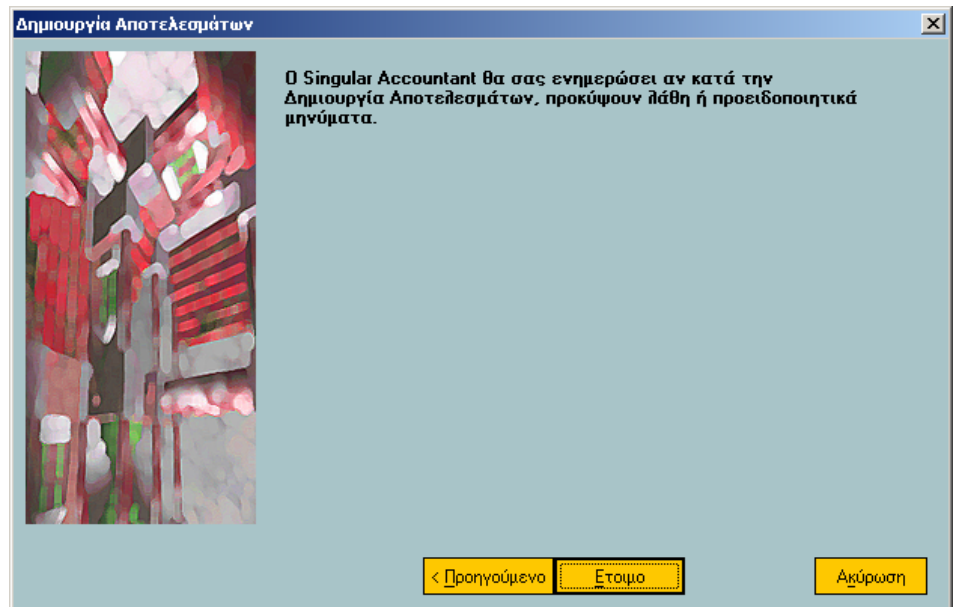 Δημιουργία Αποτελεσμάτων
Ο Singular Accountant θα σας ενημερώσει αν κατά την
Δημιουργία Αποτελεσμάτων, προκύψουν λάθη ή προειδοποιητικά
μηνύματα.
< Προηγούμενο Ετοιμο Ακύρωση